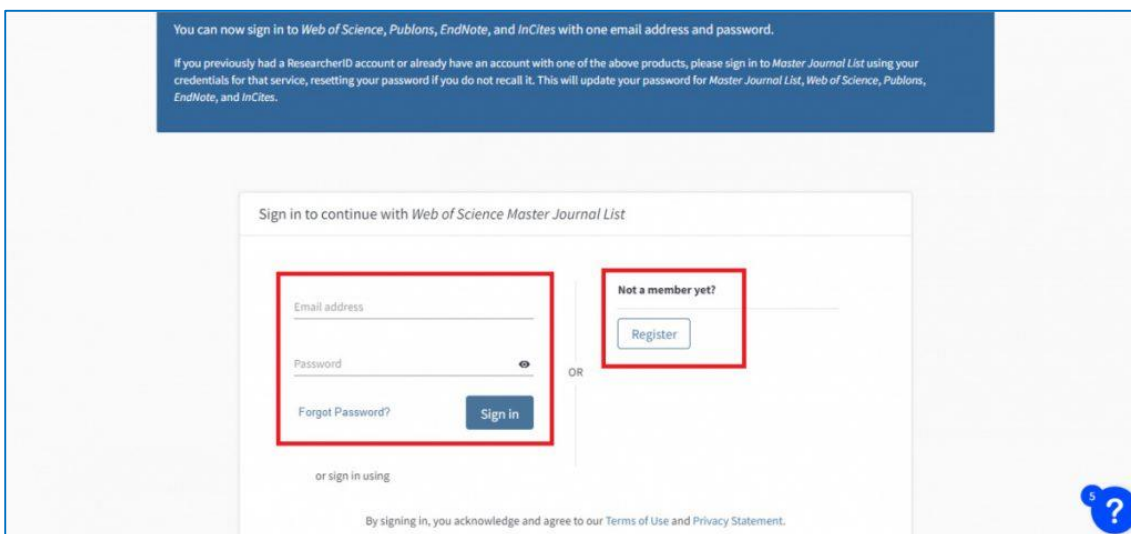 You can now sign in to Web of Science, Publons, EndNote, and InCites with one email address and password.
If you previously had a ResearcherID account or already have an account with one of the above products, please sign in to Master Journal List using your
credentials for that service, resetting your password if you do not recall it. This will update your password for Master Journal List, Web of Science, Publons,
EndNote, and InCites.
Sign in to continue with Web of Science Master Journal List
Email address
Password
Forgot Password?
Sign in
or sign in using
OR
Not a member yet?
Register
By signing in, you acknowledge and agree to our Terms of Use and Privacy Statement.
5
?